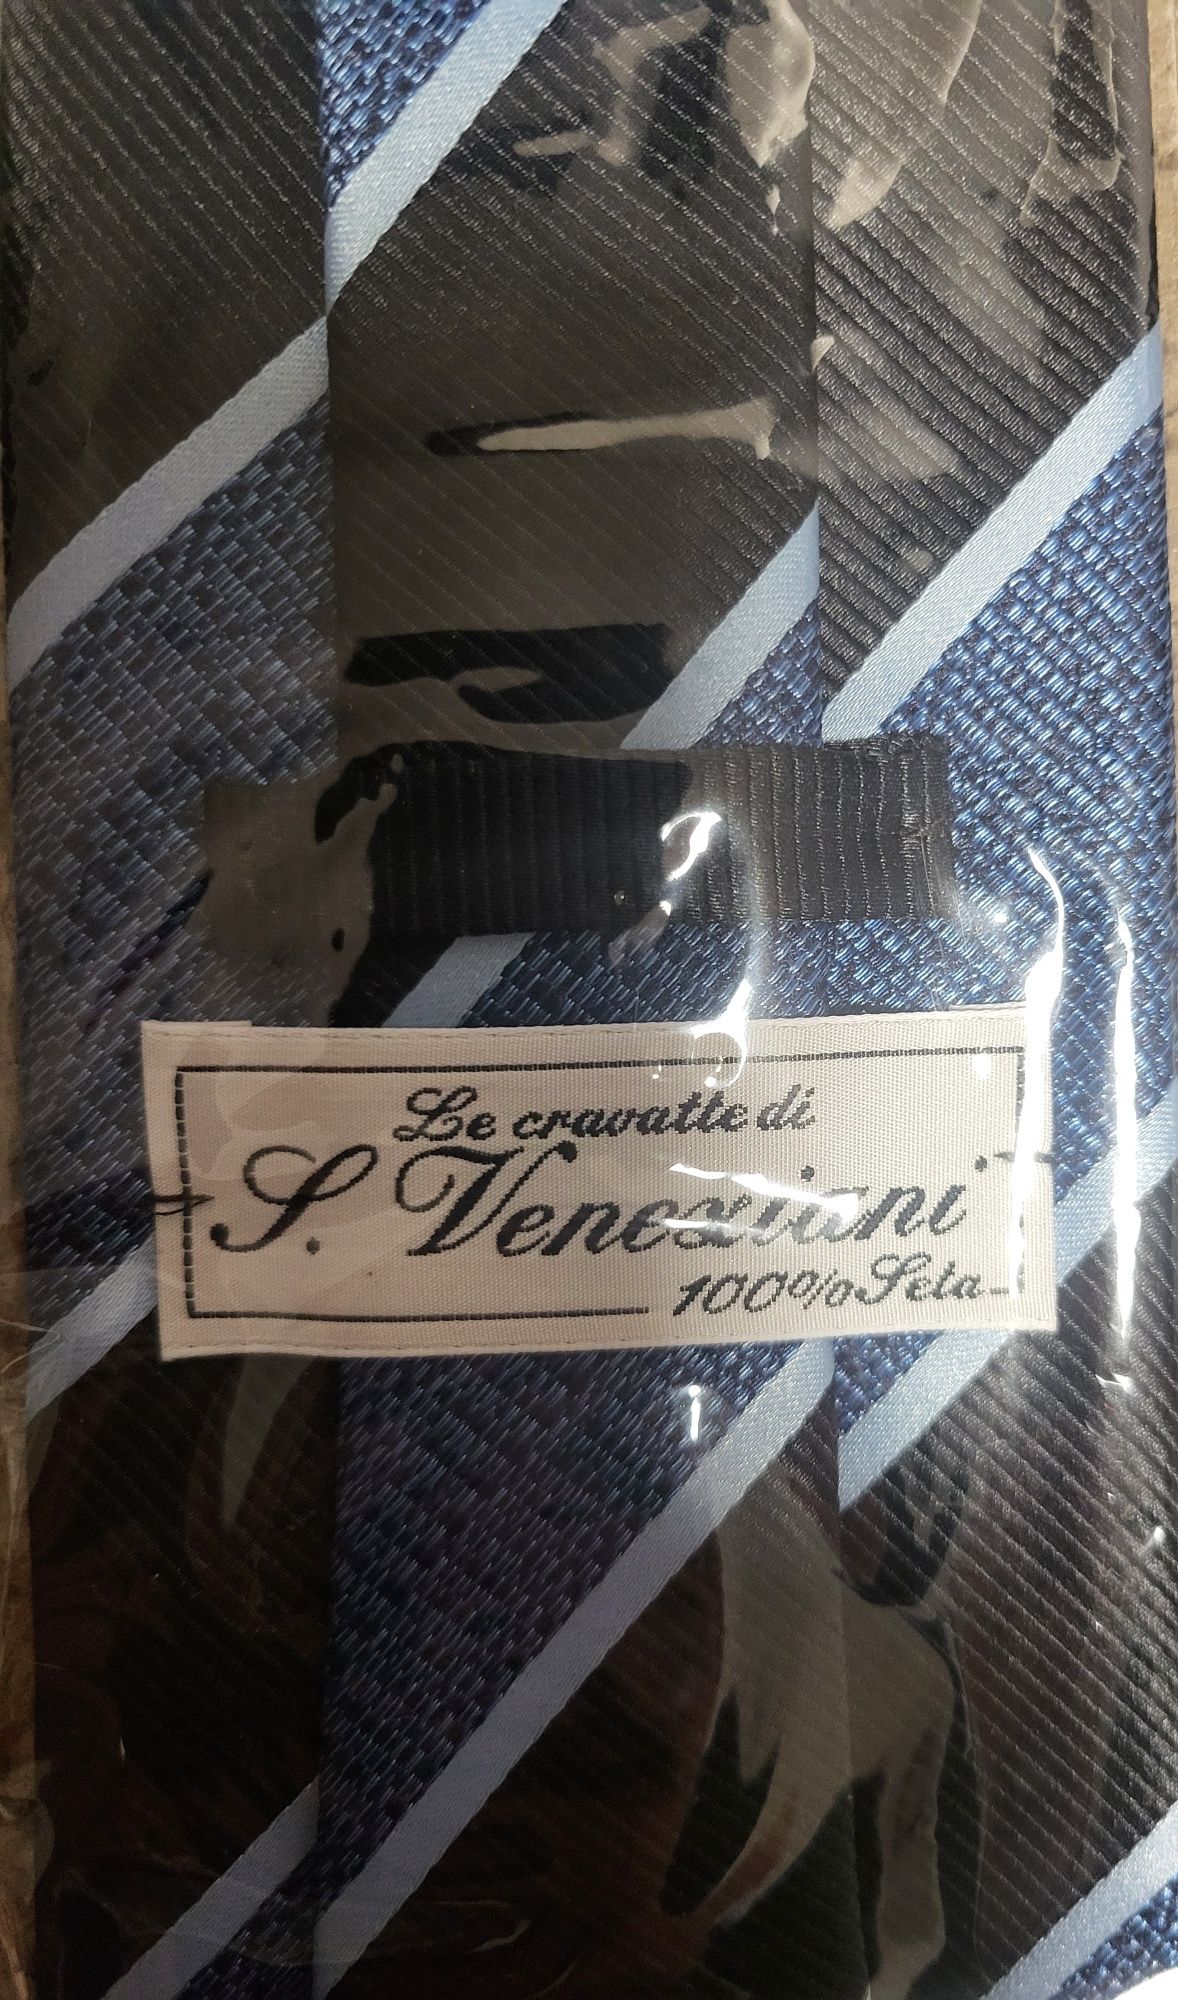 Le cravatte di
S. Veneziani
100% Seta